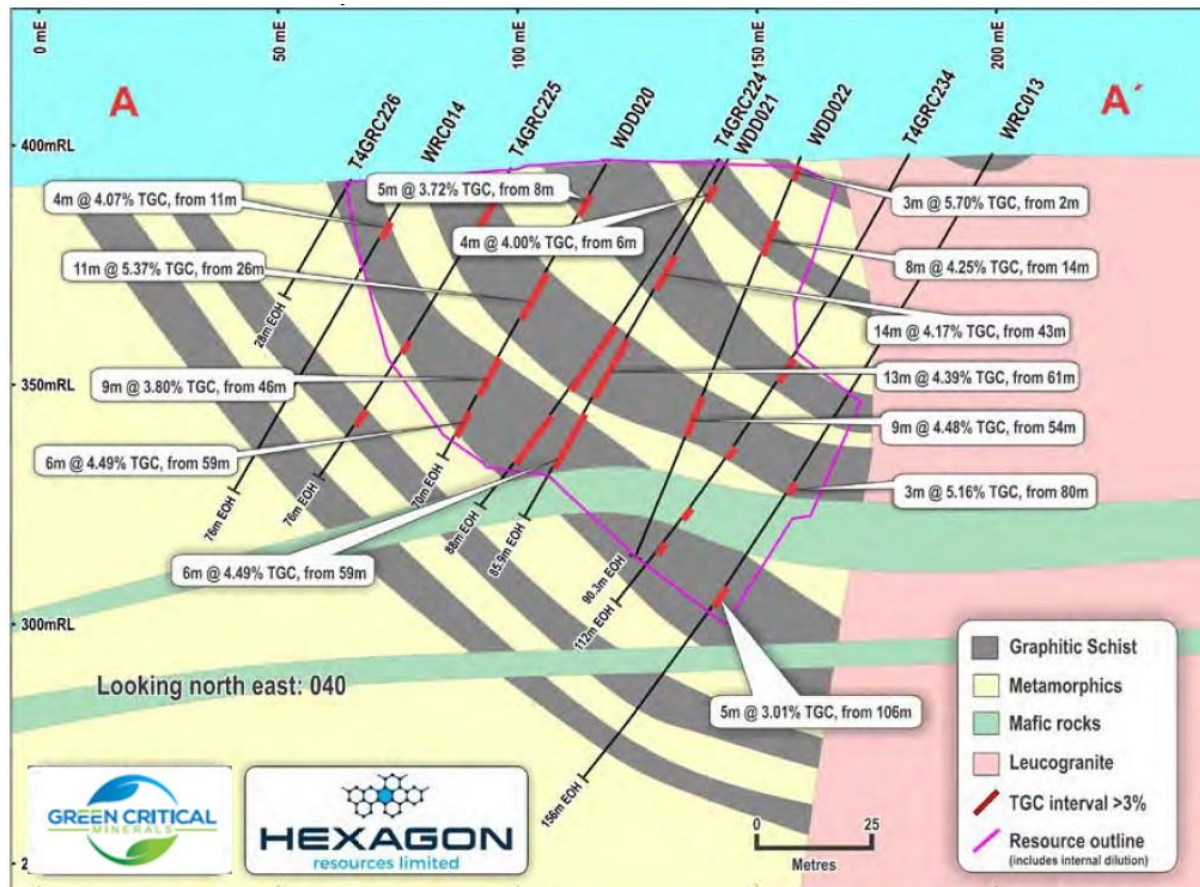 0 mE
50 mE
100 mE
150 mE
200 mE
A
A´
T4GRC226
WRC014
T4GRC225
WDD020
T4GRC224
WDD021
WDD022
T4GRC234
WRC013
400mRL
350mRL
300mRL
2
4m @ 4.07% TGC, from 11m
5m @ 3.72% TGC, from 8m
4m @ 4.00% TGC, from 6m
3m @ 5.70% TGC, from 2m
11m @ 5.37% TGC, from 26m
8m @ 4.25% TGC, from 14m
14m @ 4.17% TGC, from 43m
9m @ 3.80% TGC, from 46m
13m @ 4.39% TGC, from 61m
9m @ 4.48% TGC, from 54m
6m @ 4.49% TGC, from 59m
3m @ 5.16% TGC, from 80m
6m @ 4.49% TGC, from 59m
5m @ 3.01% TGC, from 106m
28m EOH
76m EOH
76m EOH
70m EOH
88m EOH
85.9m EOH
90.3m EOH
112m EOH
156m EOH
Looking north east: 040
GREEN CRITICAL
MINERALS
HEXAGON
resources limited
0
25
Metres
Graphitic Schist
Metamorphics
Mafic rocks
Leucogranite
TGC interval >3%
Resource outline
(includes internal dilution)